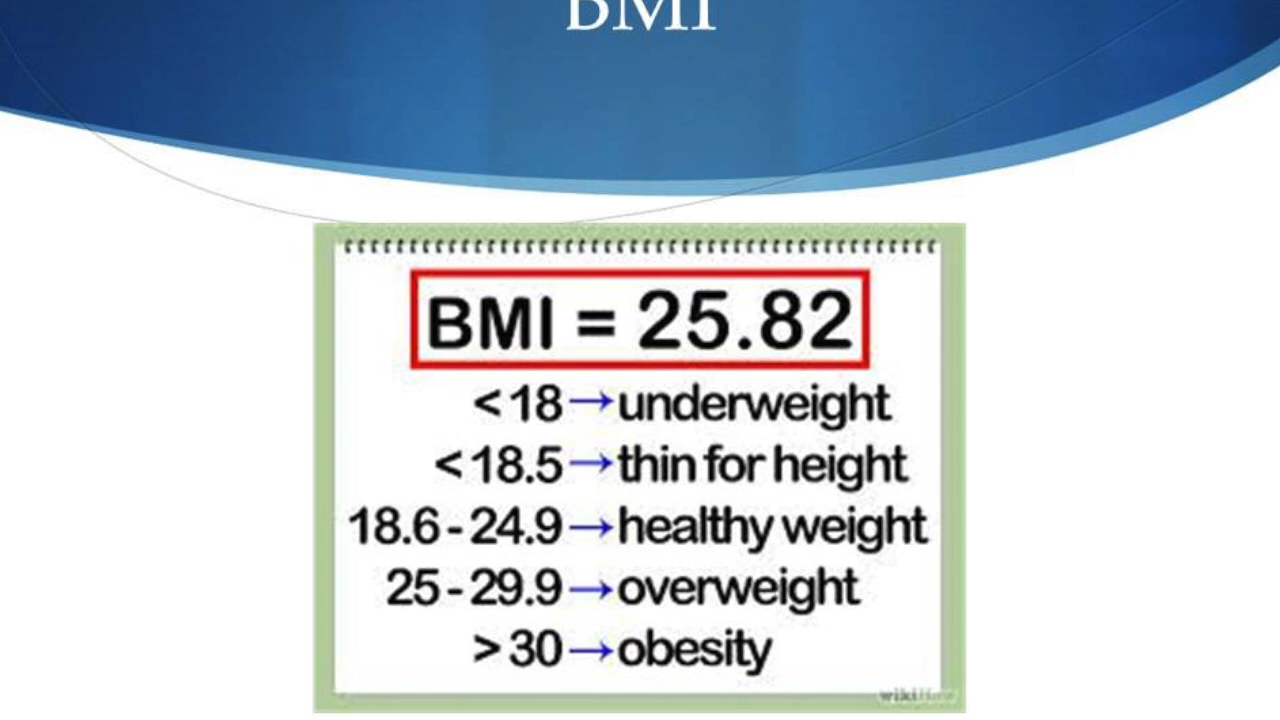 BMI
BMI = 25.82
<18→underweight
<18.5→thin for height
18.6-24.9→healthy weight
25-29.9→overweight
>30→obesity
wikiHow